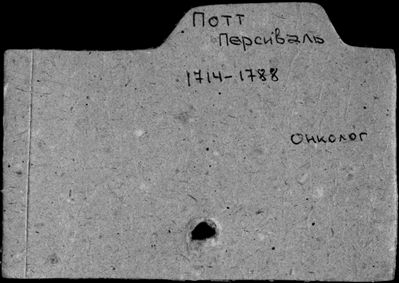 Потт
Персиваль
1714-1788
Онколог